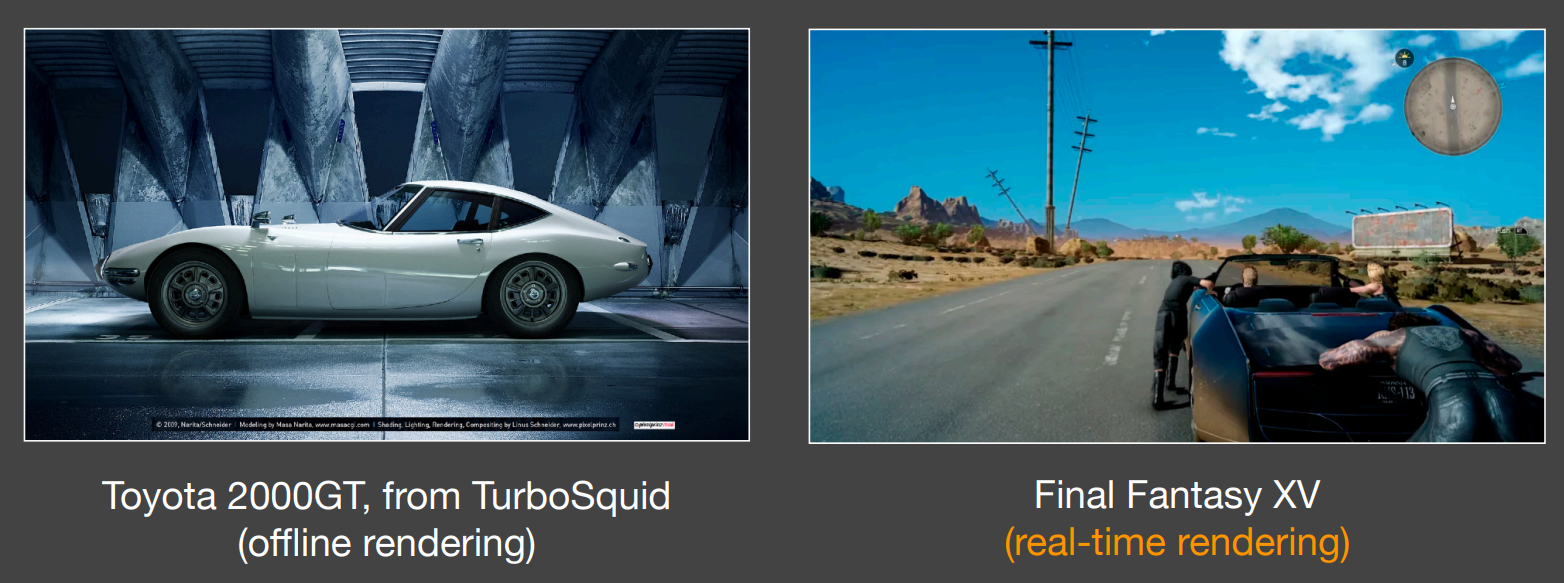 © 2009, Narita/Schneider | Modeling by Masa Narita, www.masacgi.com | Shading, Lighting, Rendering, Compositing by Linus Schneider, www.pixelprinz.ch
Toyota 2000GT, from TurboSquid
(offline rendering)
8
Final Fantasy XV
(real-time rendering)